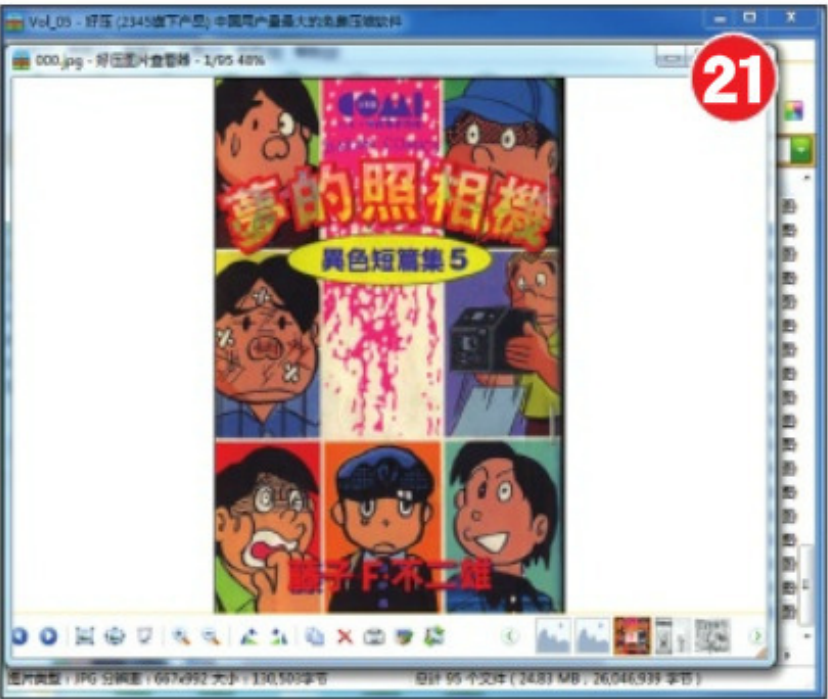 Vol_05 - 好压 (2345旗下产品) 中国用户量最大的免费压缩软件
000.jpg - 好压图片查看器 - 1/95 48%
21
夢的照相機
異色短篇集 5
藤子·F·不二雄
图片类型：JPG 分辨率：667x992 大小：130,503字节
总计 95 个文件 ( 24.83 MB，26,046,939 字节 )